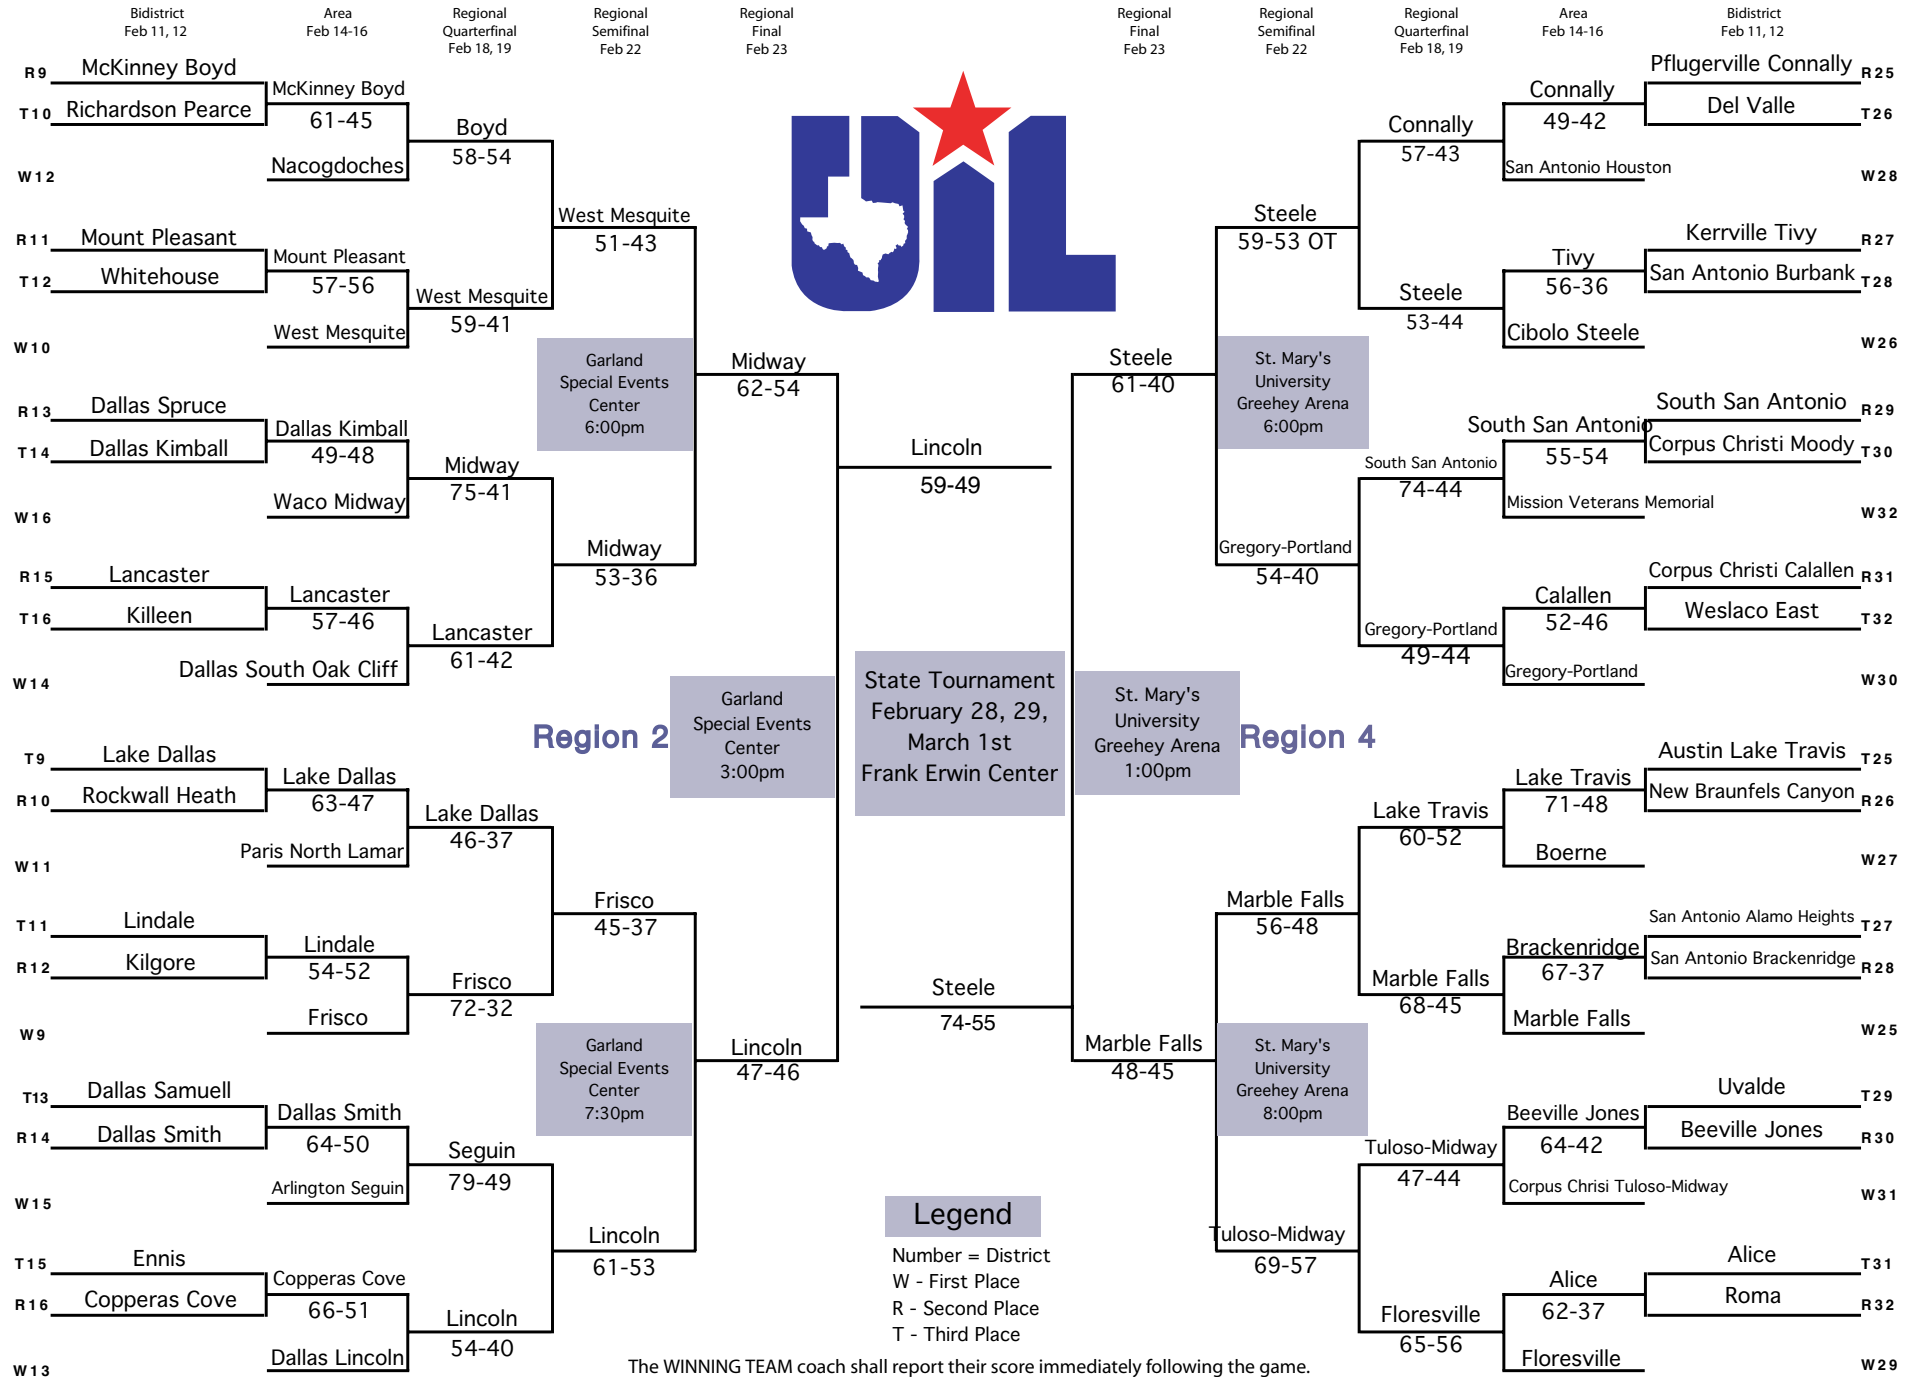 Bidistrict
Feb 11, 12
Area
Feb 14-16
Regional
Quarterfinal
Feb 18, 19
Regional
Semifinal
Feb 22
Regional
Final
Feb 23
Regional
Final
Feb 23
Regional
Semifinal
Feb 22
Regional
Quarterfinal
Feb 18, 19
Area
Feb 14-16
Bidistrict
Feb 11, 12
R9
McKinney Boyd
T10
Richardson Pearce
W12
R11
Mount Pleasant
T12
Whitehouse
W10
R13
Dallas Spruce
T14
Dallas Kimball
W16
R15
Lancaster
T16
Killeen
W14
T9
Lake Dallas
R10
Rockwall Heath
W11
T11
Lindale
R12
Kilgore
W9
T13
Dallas Samuell
R14
Dallas Smith
W15
T15
Ennis
R16
Copperas Cove
W13
McKinney Boyd
61-45
Nacogdoches
Mount Pleasant
57-56
West Mesquite
Dallas Kimball
49-48
Waco Midway
Lancaster
57-46
Dallas South Oak Cliff
Lake Dallas
63-47
Paris North Lamar
Lindale
54-52
Frisco
Dallas Smith
64-50
Arlington Seguin
Copperas Cove
66-51
Dallas Lincoln
Boyd
58-54
West Mesquite
59-41
Midway
75-41
Lancaster
61-42
Lake Dallas
46-37
Frisco
72-32
Seguin
79-49
Lincoln
54-40
West Mesquite
51-43
Garland
Special Events
Center
6:00pm
Midway
53-36
Region 2
Frisco
45-37
Garland
Special Events
Center
7:30pm
Lincoln
61-53
Midway
62-54
Garland
Special Events
Center
3:00pm
Lincoln
47-46
UIL
Lincoln
59-49
State Tournament
February 28, 29,
March 1st
Frank Erwin Center
Steele
74-55
Legend
Number = District
W - First Place
R - Second Place
T - Third Place
Steele
61-40
St. Mary's
University
Greehey Arena
1:00pm
Marble Falls
48-45
Steele
59-53 OT
St. Mary's
University
Greehey Arena
6:00pm
Gregory-Portland
54-40
Region 4
Marble Falls
56-48
St. Mary's
University
Greehey Arena
8:00pm
Tuloso-Midway
69-57
Connally
57-43
Steele
53-44
South San Antonio
74-44
Gregory-Portland
49-44
Lake Travis
60-52
Marble Falls
68-45
Tuloso-Midway
47-44
Floresville
65-56
Connally
49-42
San Antonio Houston
Tivy
56-36
Cibolo Steele
South San Antonio
55-54
Mission Veterans Memorial
Calallen
52-46
Gregory-Portland
Lake Travis
71-48
Boerne
Brackenridge
67-37
Marble Falls
Beeville Jones
64-42
Corpus Chrisi Tuloso-Midway
Alice
62-37
Floresville
Pflugerville Connally
R25
Del Valle
T26
W28
Kerrville Tivy
R27
San Antonio Burbank
T28
W26
South San Antonio
R29
Corpus Christi Moody
T30
W32
Corpus Christi Calallen
R31
Weslaco East
T32
W30
Austin Lake Travis
T25
New Braunfels Canyon
R26
W27
San Antonio Alamo Heights
T27
San Antonio Brackenridge
R28
W25
Uvalde
T29
Beeville Jones
R30
W31
Alice
T31
Roma
R32
W29
The WINNING TEAM coach shall report their score immediately following the game.